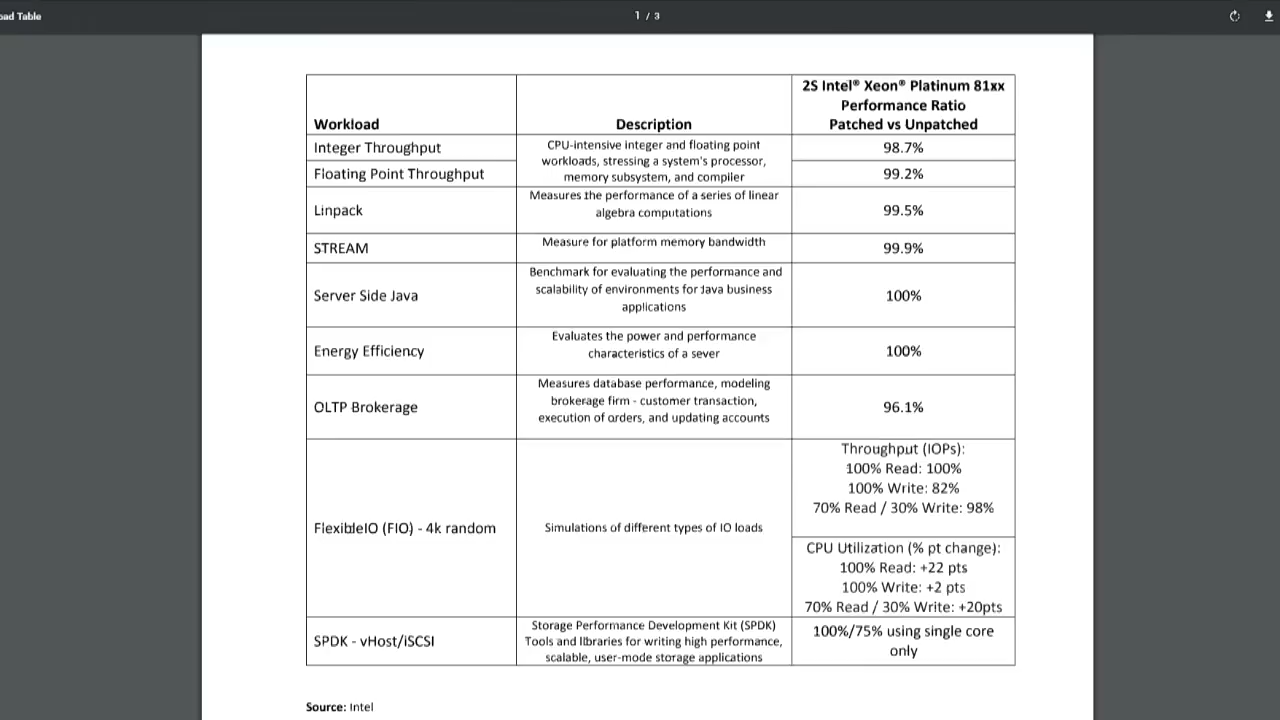 oad Table
1 / 3
Workload
Description
2S Intel® Xeon® Platinum 81xx
Performance Ratio
Patched vs Unpatched
Integer Throughput
CPU-intensive integer and floating point
workloads, stressing a system's processor,
memory subsystem, and compiler
98.7%
Floating Point Throughput
99.2%
Linpack
Measures the performance of a series of linear
algebra computations
99.5%
STREAM
Measure for platform memory bandwidth
99.9%
Server Side Java
Benchmark for evaluating the performance and
scalability of environments for Java business
applications
100%
Energy Efficiency
Evaluates the power and performance
characteristics of a sever
100%
OLTP Brokerage
Measures database performance, modeling
brokerage firm - customer transaction,
execution of orders, and updating accounts
96.1%
FlexibleIO (FIO) - 4k random
Simulations of different types of IO loads
Throughput (IOPs):
100% Read: 100%
100% Write: 82%
70% Read / 30% Write: 98%
CPU Utilization (% pt change):
100% Read: +22 pts
100% Write: +2 pts
70% Read / 30% Write: +20pts
SPDK - vHost/iSCSI
Storage Performance Development Kit (SPDK)
Tools and libraries for writing high performance,
scalable, user-mode storage applications
100%/75% using single core
only
Source: Intel